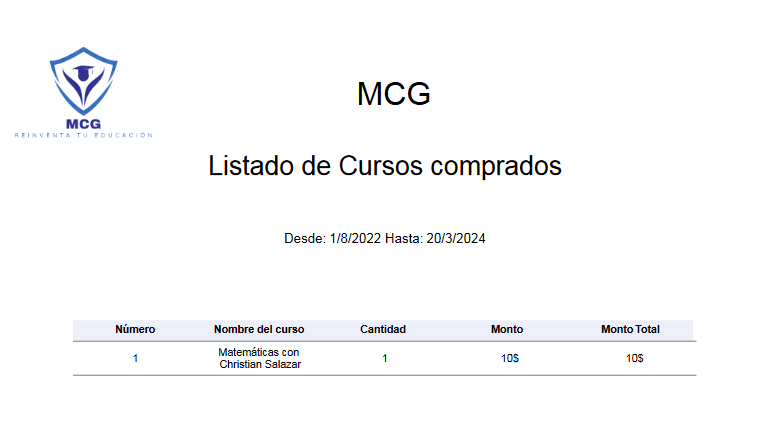 MCG
REINVENTA TU EDUCACIÓN
MCG
Listado de Cursos comprados
Desde: 1/8/2022 Hasta: 20/3/2024
Número Nombre del curso Cantidad Monto Monto Total
1 Matemáticas con 1 10$ 10$
Christian Salazar